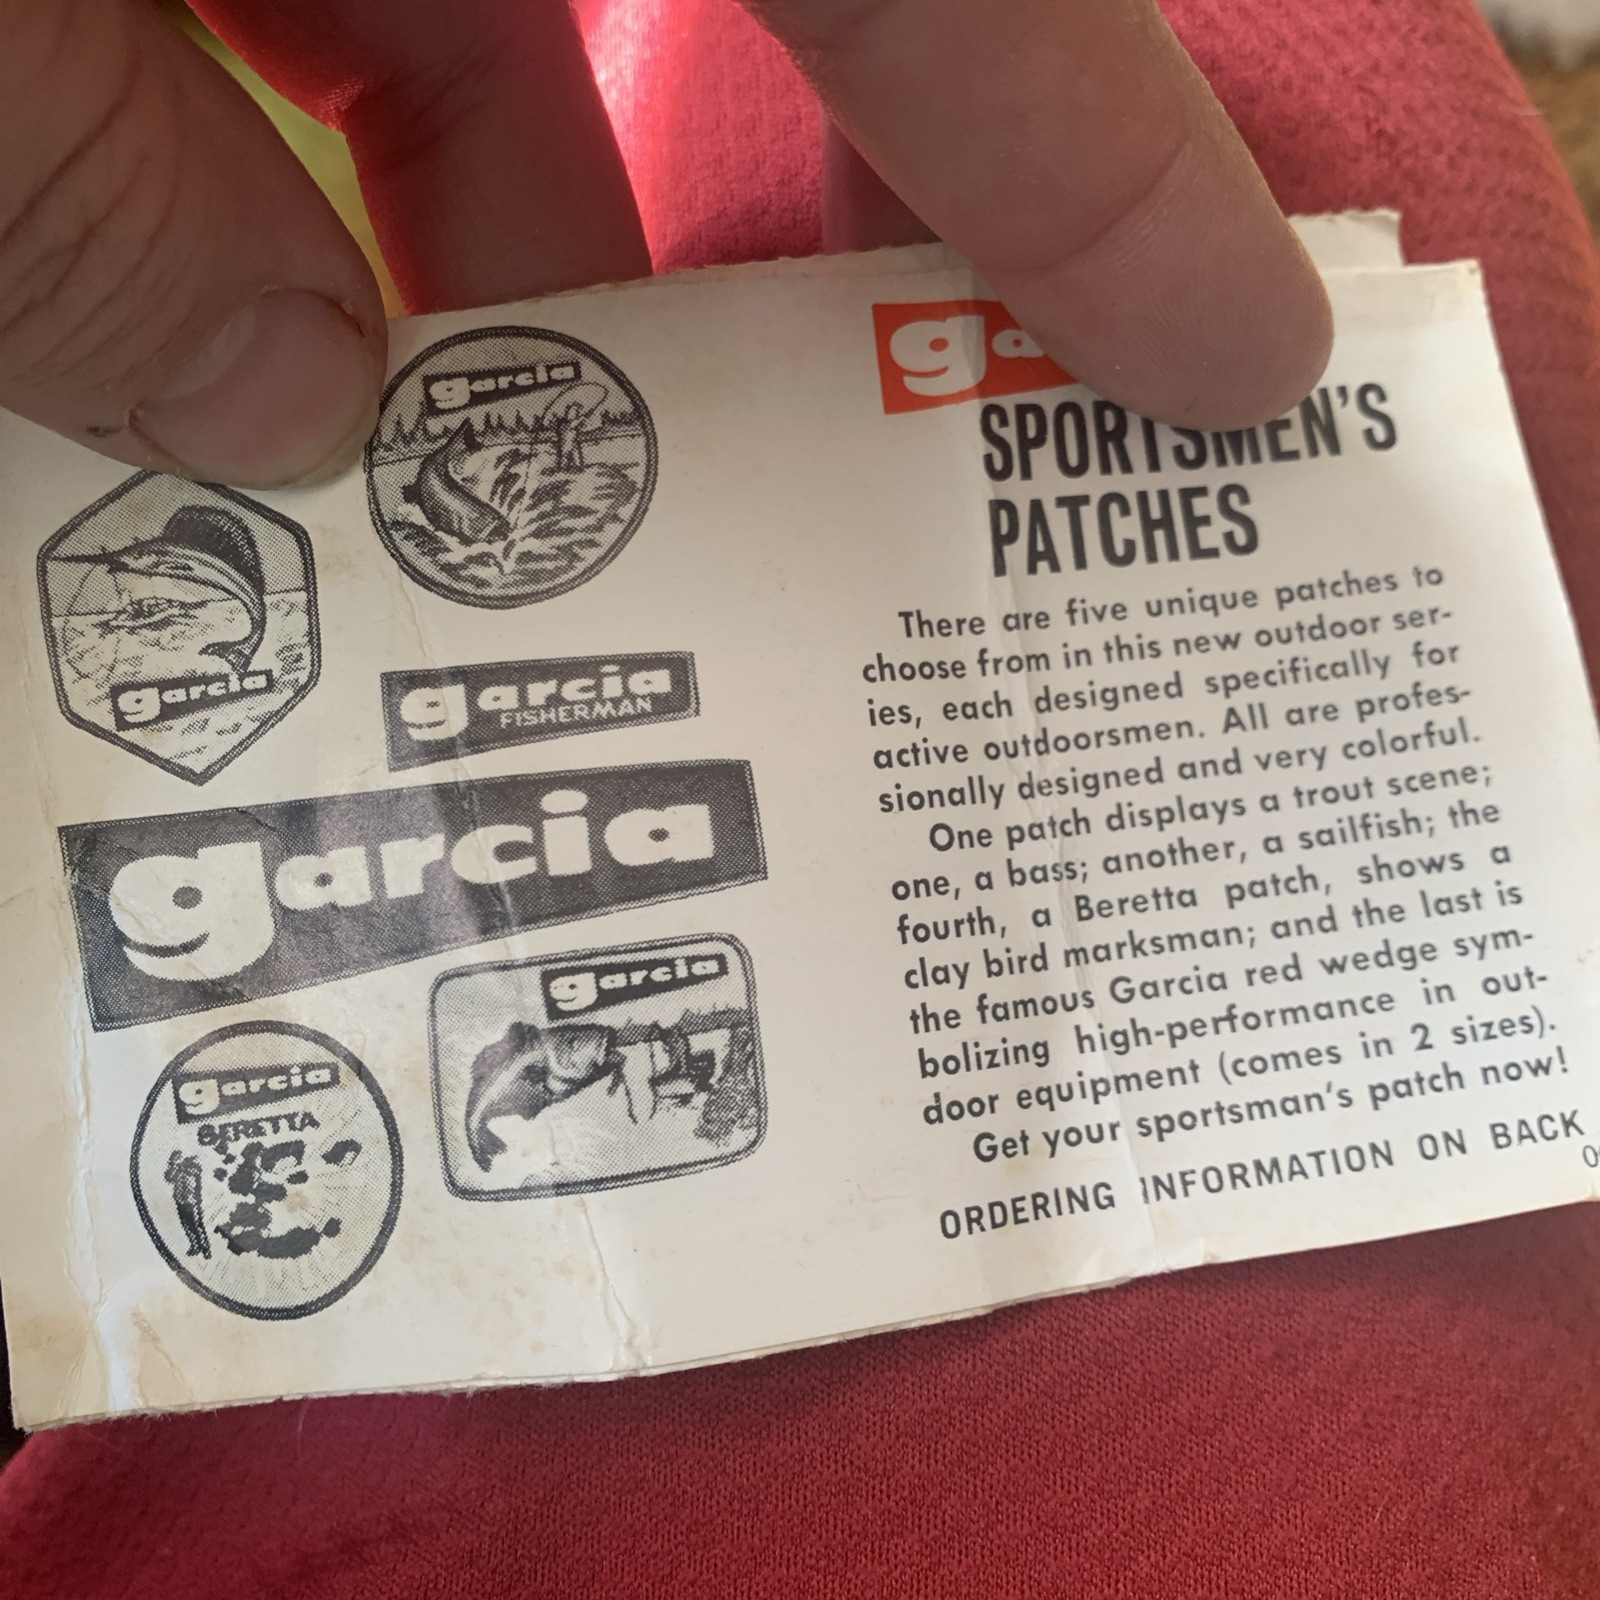 garcia
garcia
garcia
FISHERMAN
garcia
garcia
garcia
BERETTA
SPORTSMEN'S
PATCHES
There are five unique patches to
choose from in this new outdoor ser-
ies, each designed specifically for
active outdoorsmen. All are profes-
sionally designed and very colorful.
One patch displays a trout scene;
one, a bass; another, a sailfish; the
fourth, a Beretta patch, shows a
clay bird marksman; and the last is
the famous Garcia red wedge sym-
bolizing high-performance in out-
door equipment (comes in 2 sizes).
Get your sportsman's patch now!
ORDERING INFORMATION ON BACK